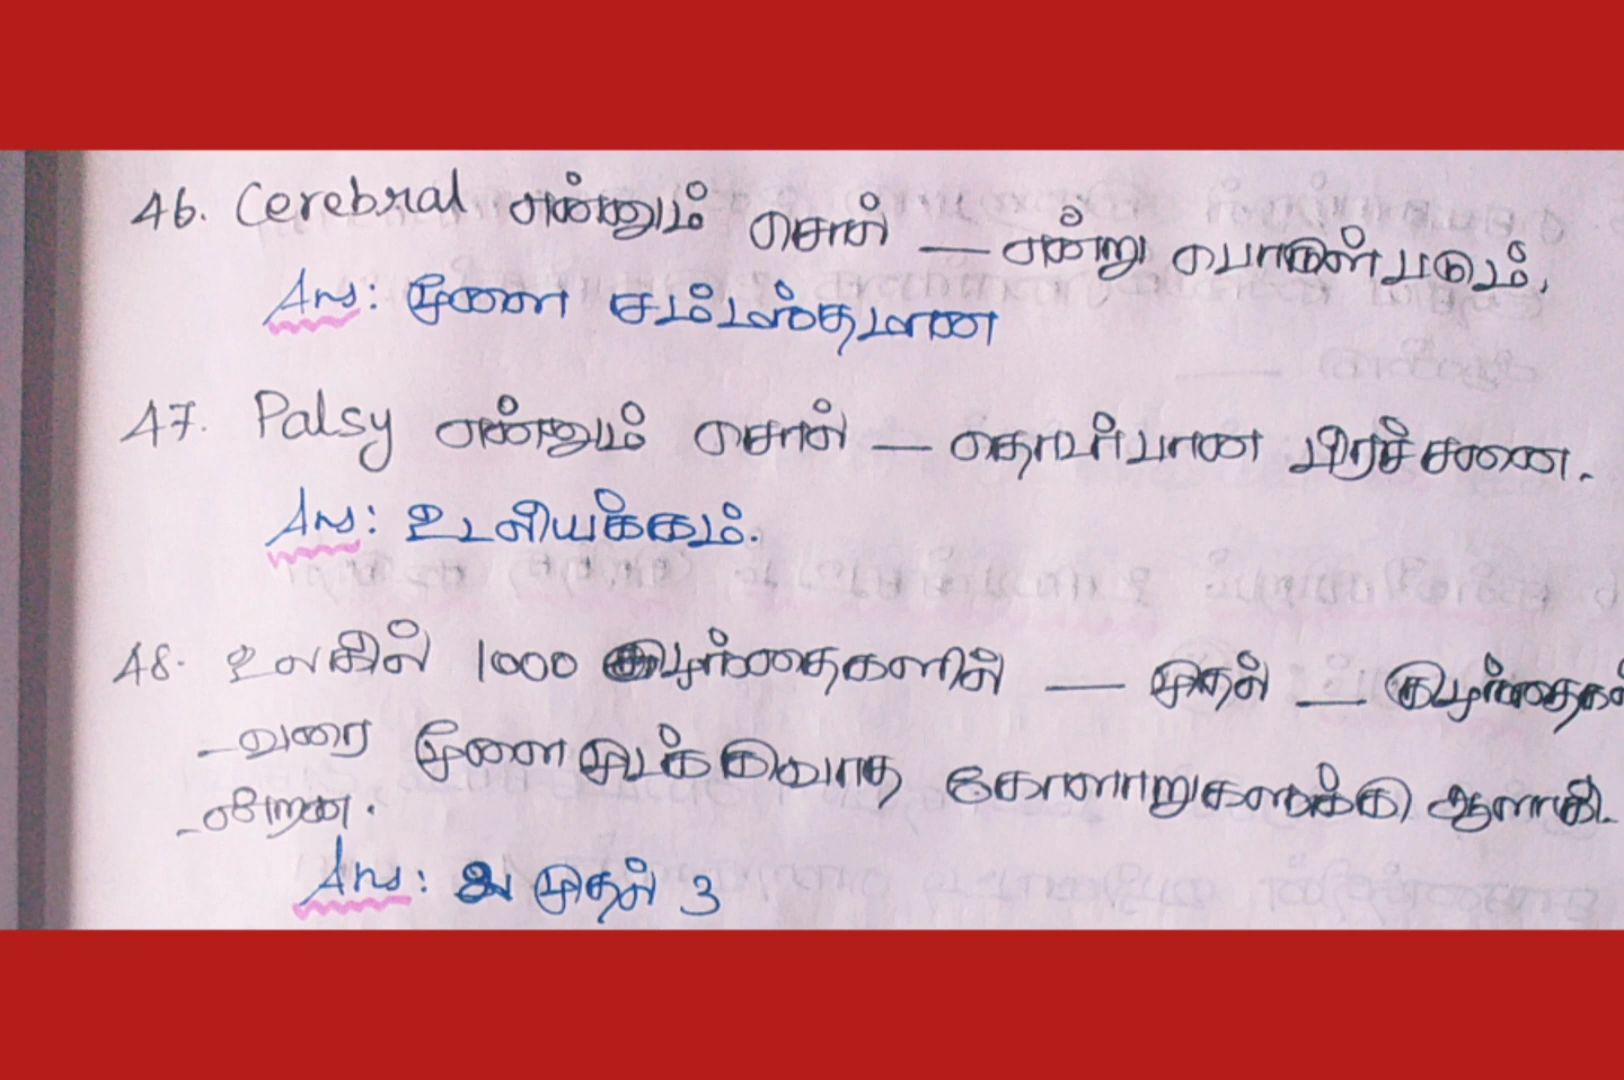 46. Cerebral என்னும் சொல் — என்று பொருள்படும்.
Ans: மூளை சம்பந்தமான
47. Palsy என்னும் சொல் — தொடர்பான பிரச்சனை.
Ans: உடலியக்கம்.
48. உலகில் 1000 குழந்தைகளில் — முதல் — குழந்தைகள்
-வரை மூளை முடக்குவாத கோளாறுகளுக்கு ஆளாகி-
-ன்றன.
Ans: 2 முதல் 3